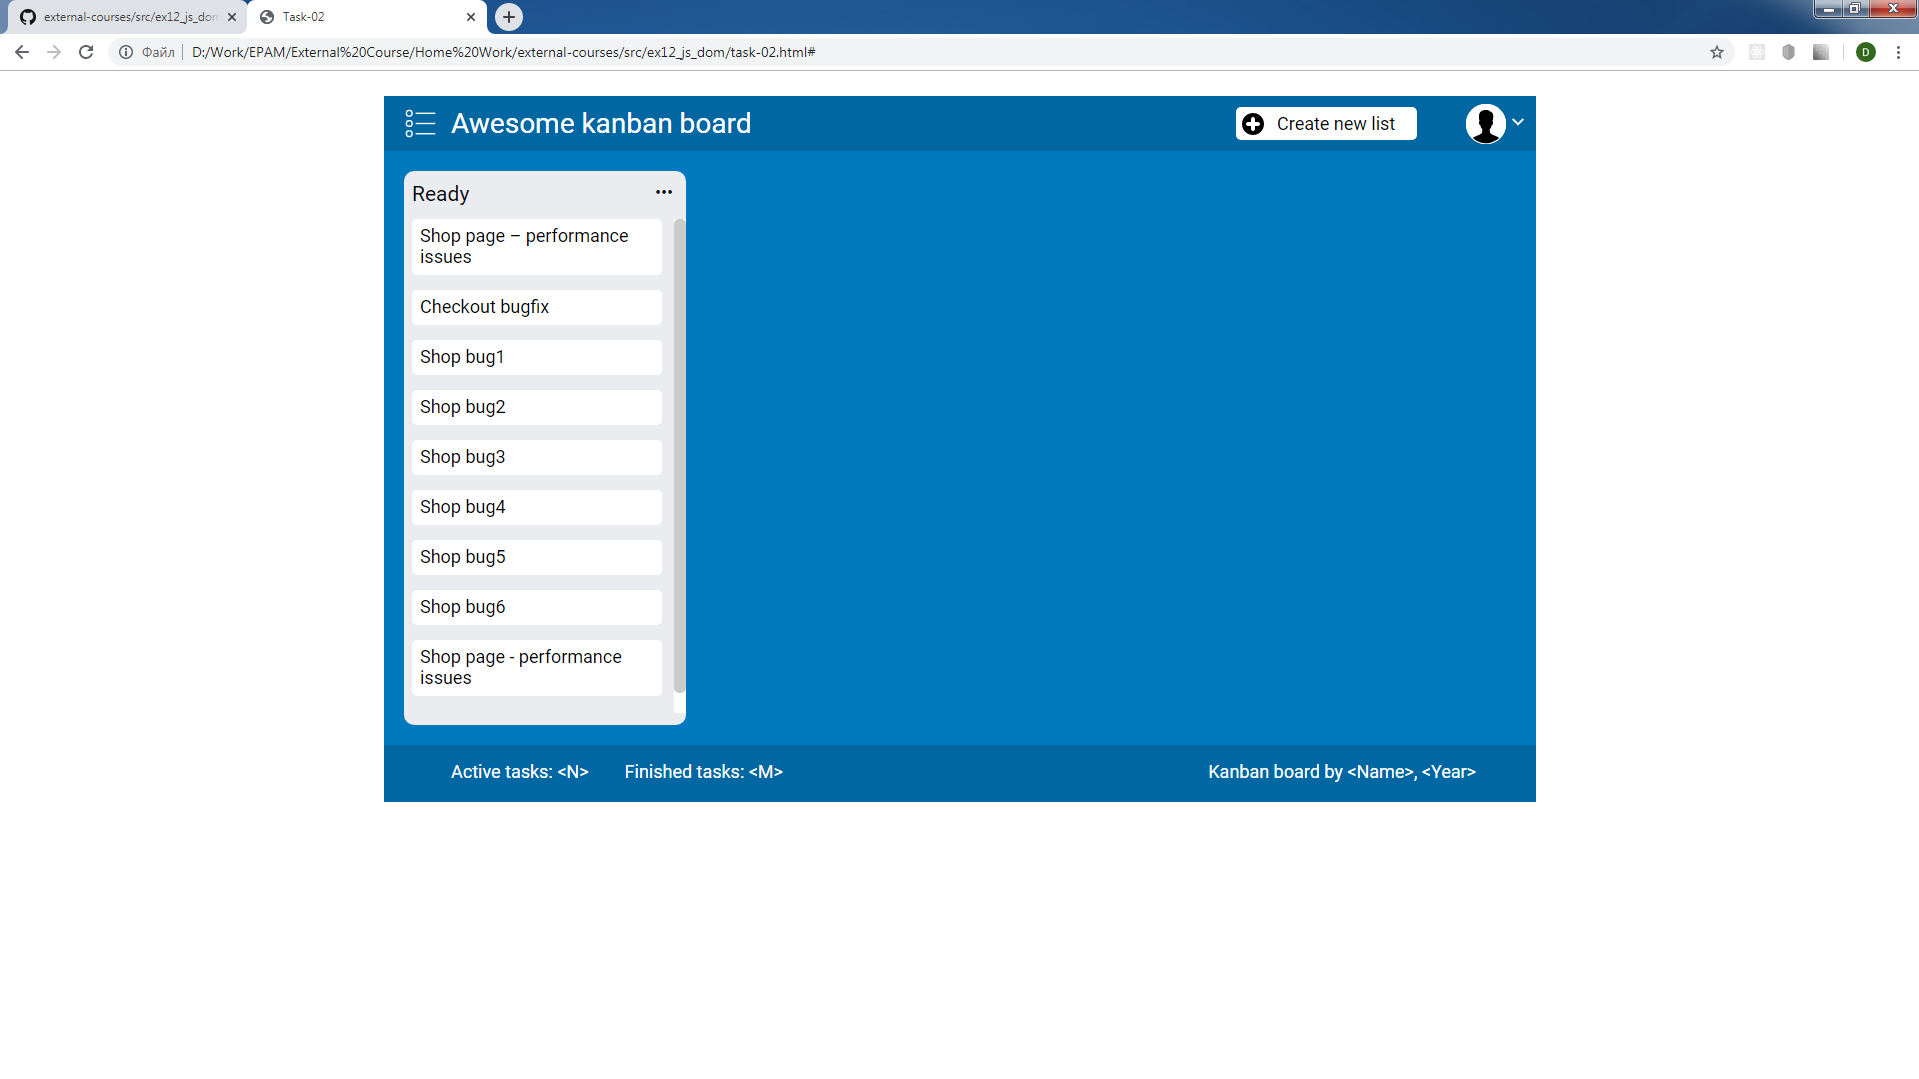 external-courses/src/ex12_js_dom
Task-02
Файл
D:/Work/EPAM/External%20Course/Home%20Work/external-courses/src/ex12_js_dom/task-02.html#
D
Awesome kanban board
Create new list
Ready
Shop page – performance
issues
Checkout bugfix
Shop bug1
Shop bug2
Shop bug3
Shop bug4
Shop bug5
Shop bug6
Shop page - performance
issues
Active tasks: <N>
Finished tasks: <M>
Kanban board by <Name>, <Year>